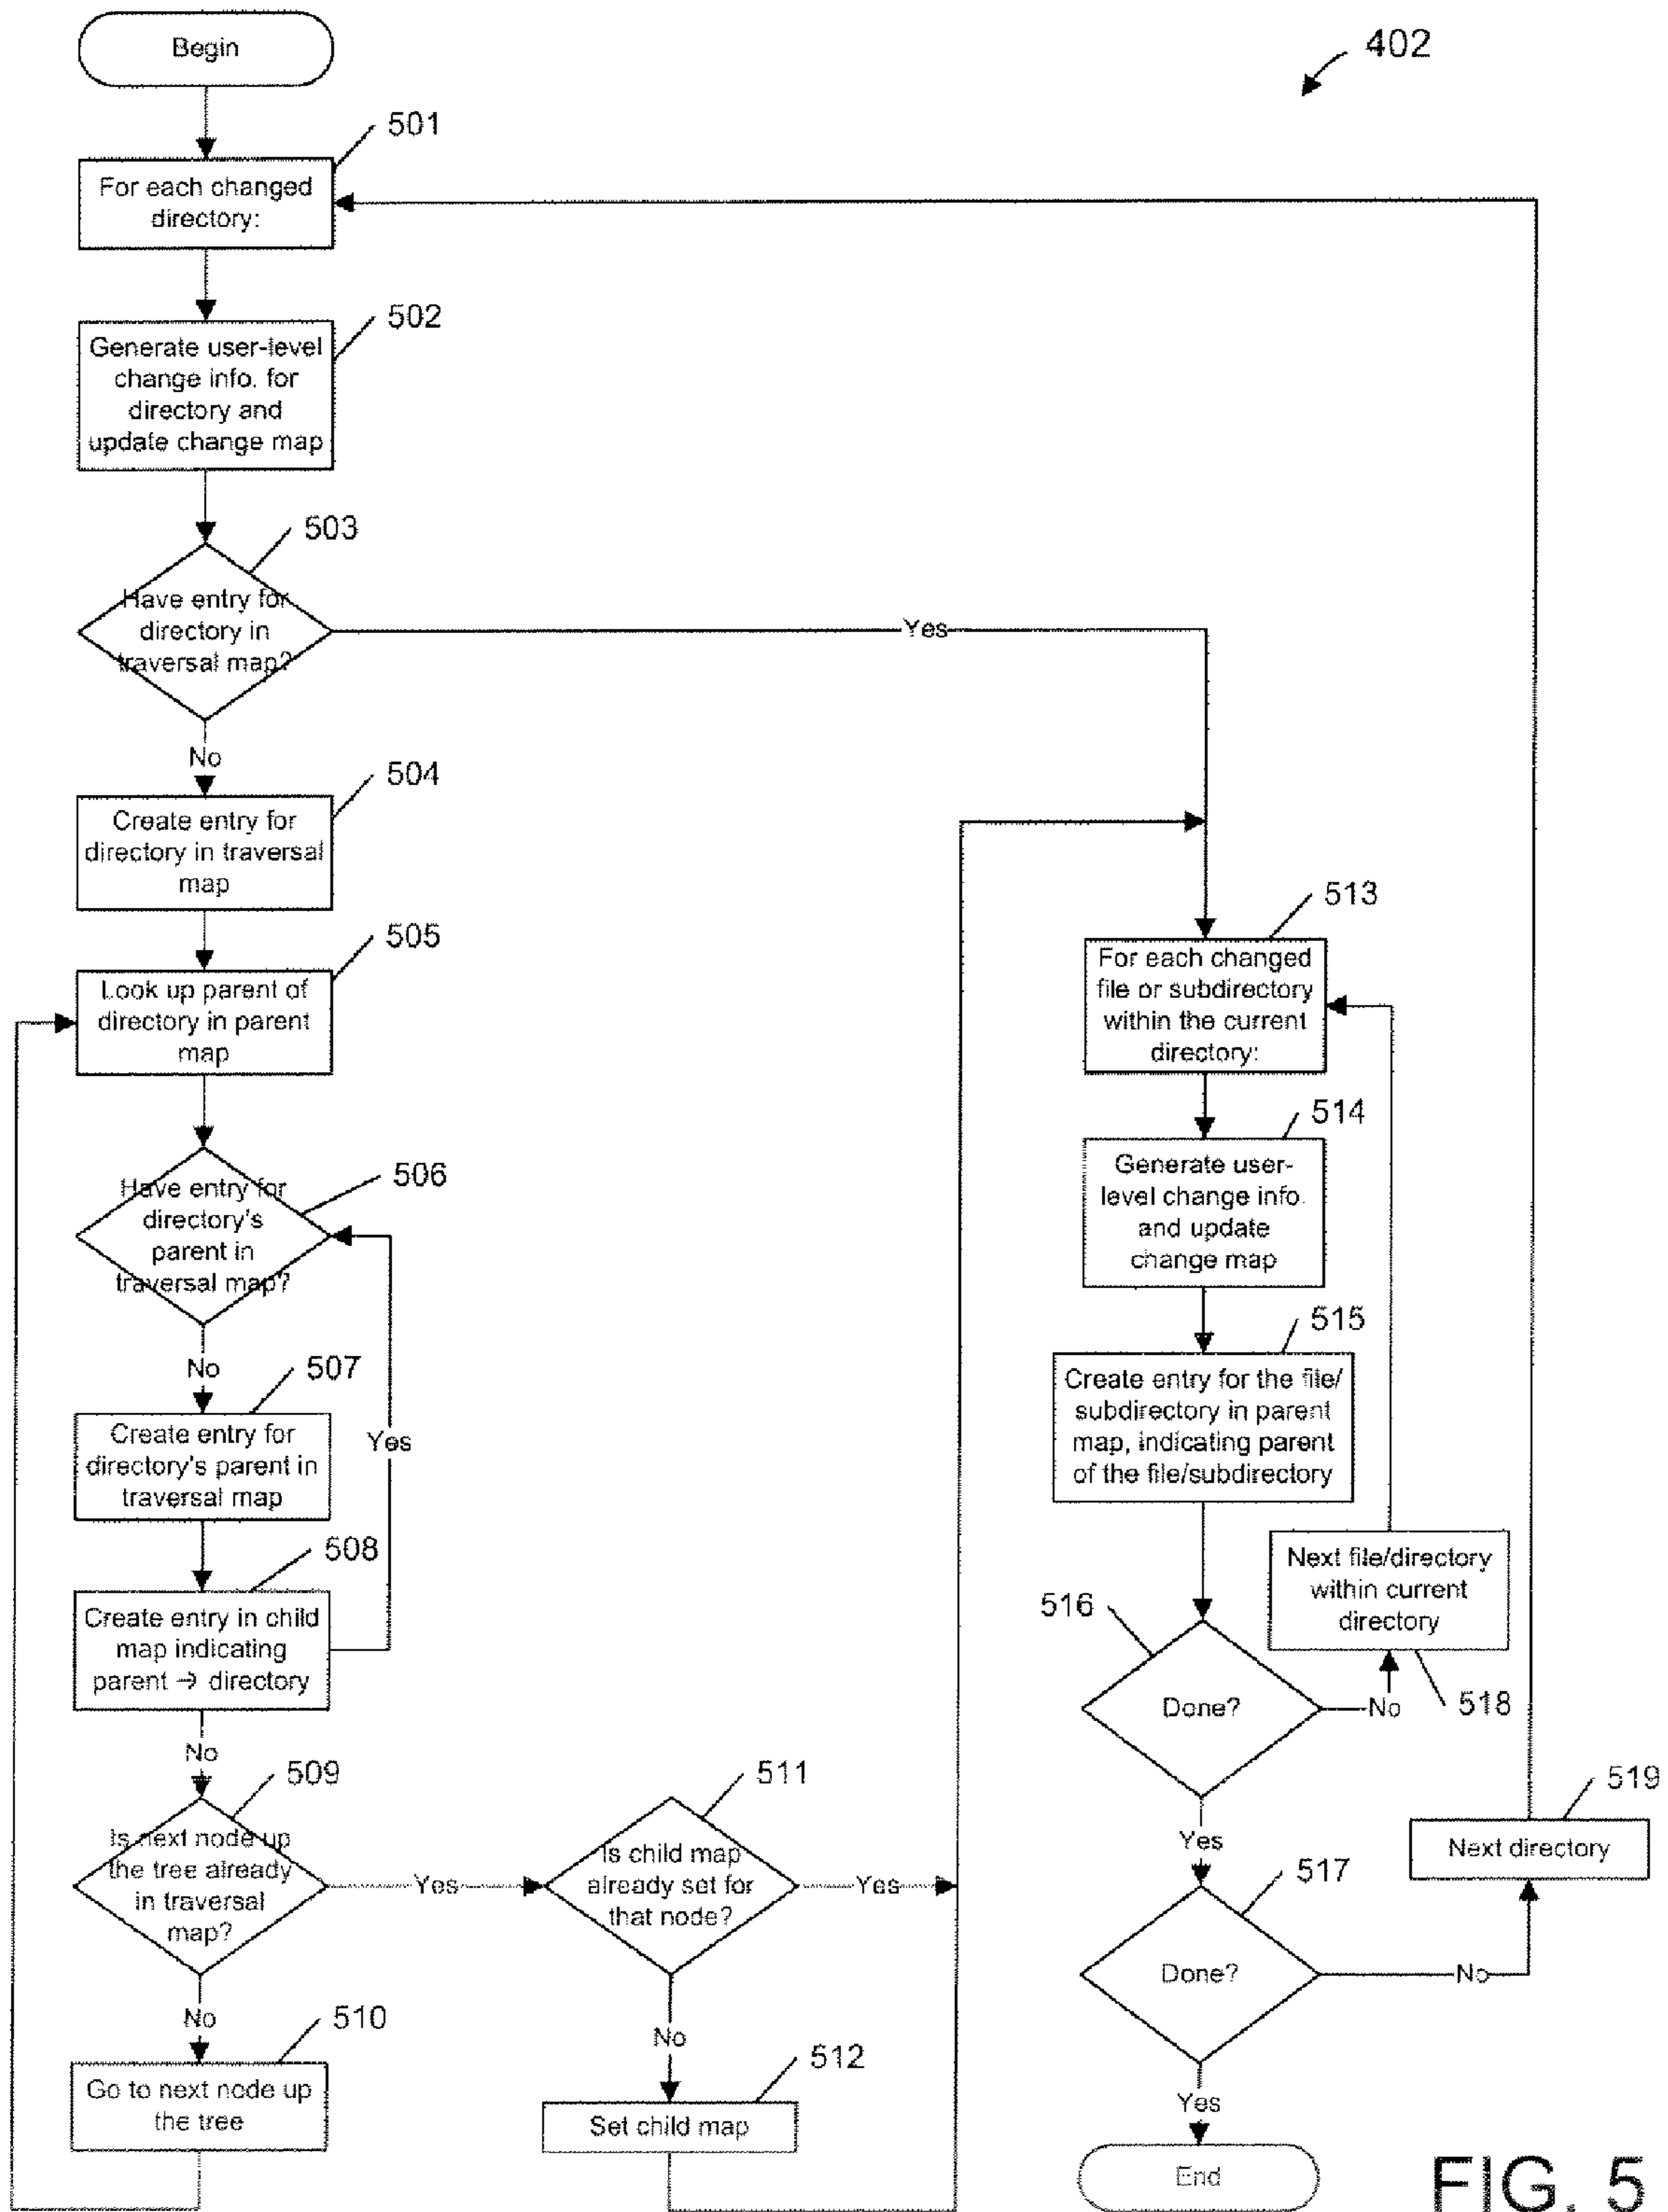 Begin
402
501
For each changed
directory:
502
Generate user-level
change info. for
directory and
update change map
503
Have entry for
directory in
traversal map?
Yes
No
504
Create entry for
directory in traversal
map
505
Look up parent of
directory in parent
map
506
Have entry for
directory's
parent in
traversal map?
No
507
Create entry for
directory's parent in
traversal map
Yes
508
Create entry in child
map indicating
parent → directory
No
509
Is next node up
the tree already
in traversal
map?
Yes
No
510
Go to next node up
the tree
511
Is child map
already set for
that node?
Yes
No
512
Set child map
513
For each changed
file or subdirectory
within the current
directory:
514
Generate user-
level change info.
and update
change map
515
Create entry for the file/
subdirectory in parent
map, indicating parent
of the file/subdirectory
516
Done?
No
518
Next file/directory
within current
directory
Yes
517
Done?
No
519
Next directory
Yes
End
FIG. 5